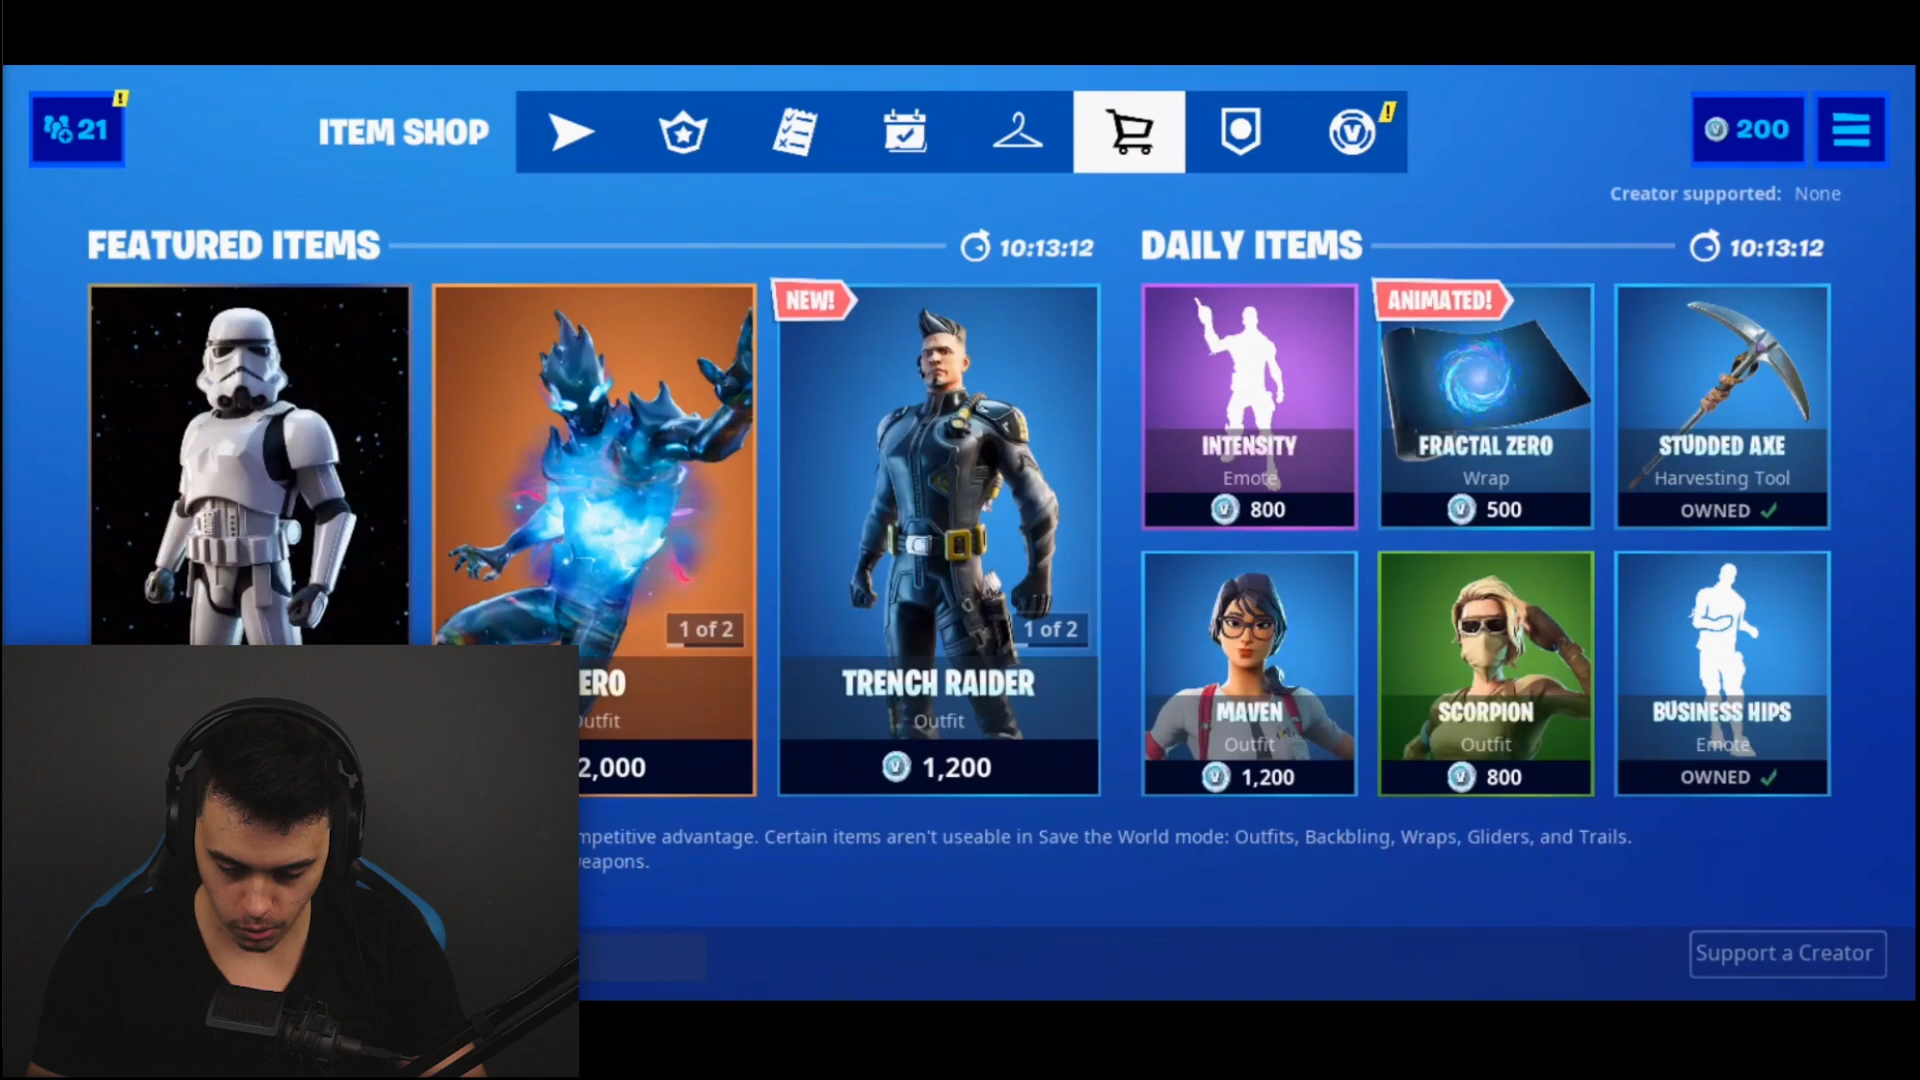 21
!
ITEM SHOP
!
200
Creator supported: None
FEATURED ITEMS
10:13:12
DAILY ITEMS
10:13:12
NEW!
1 of 2
ERO
Outfit
2,000
1 of 2
TRENCH RAIDER
Outfit
1,200
INTENSITY
Emote
800
ANIMATED!
FRACTAL ZERO
Wrap
500
STUDDED AXE
Harvesting Tool
OWNED
MAVEN
Outfit
1,200
SCORPION
Outfit
800
BUSINESS HIPS
Emote
OWNED
mpetitive advantage. Certain items aren't useable in Save the World mode: Outfits, Backbling, Wraps, Gliders, and Trails.
eapons.
Support a Creator